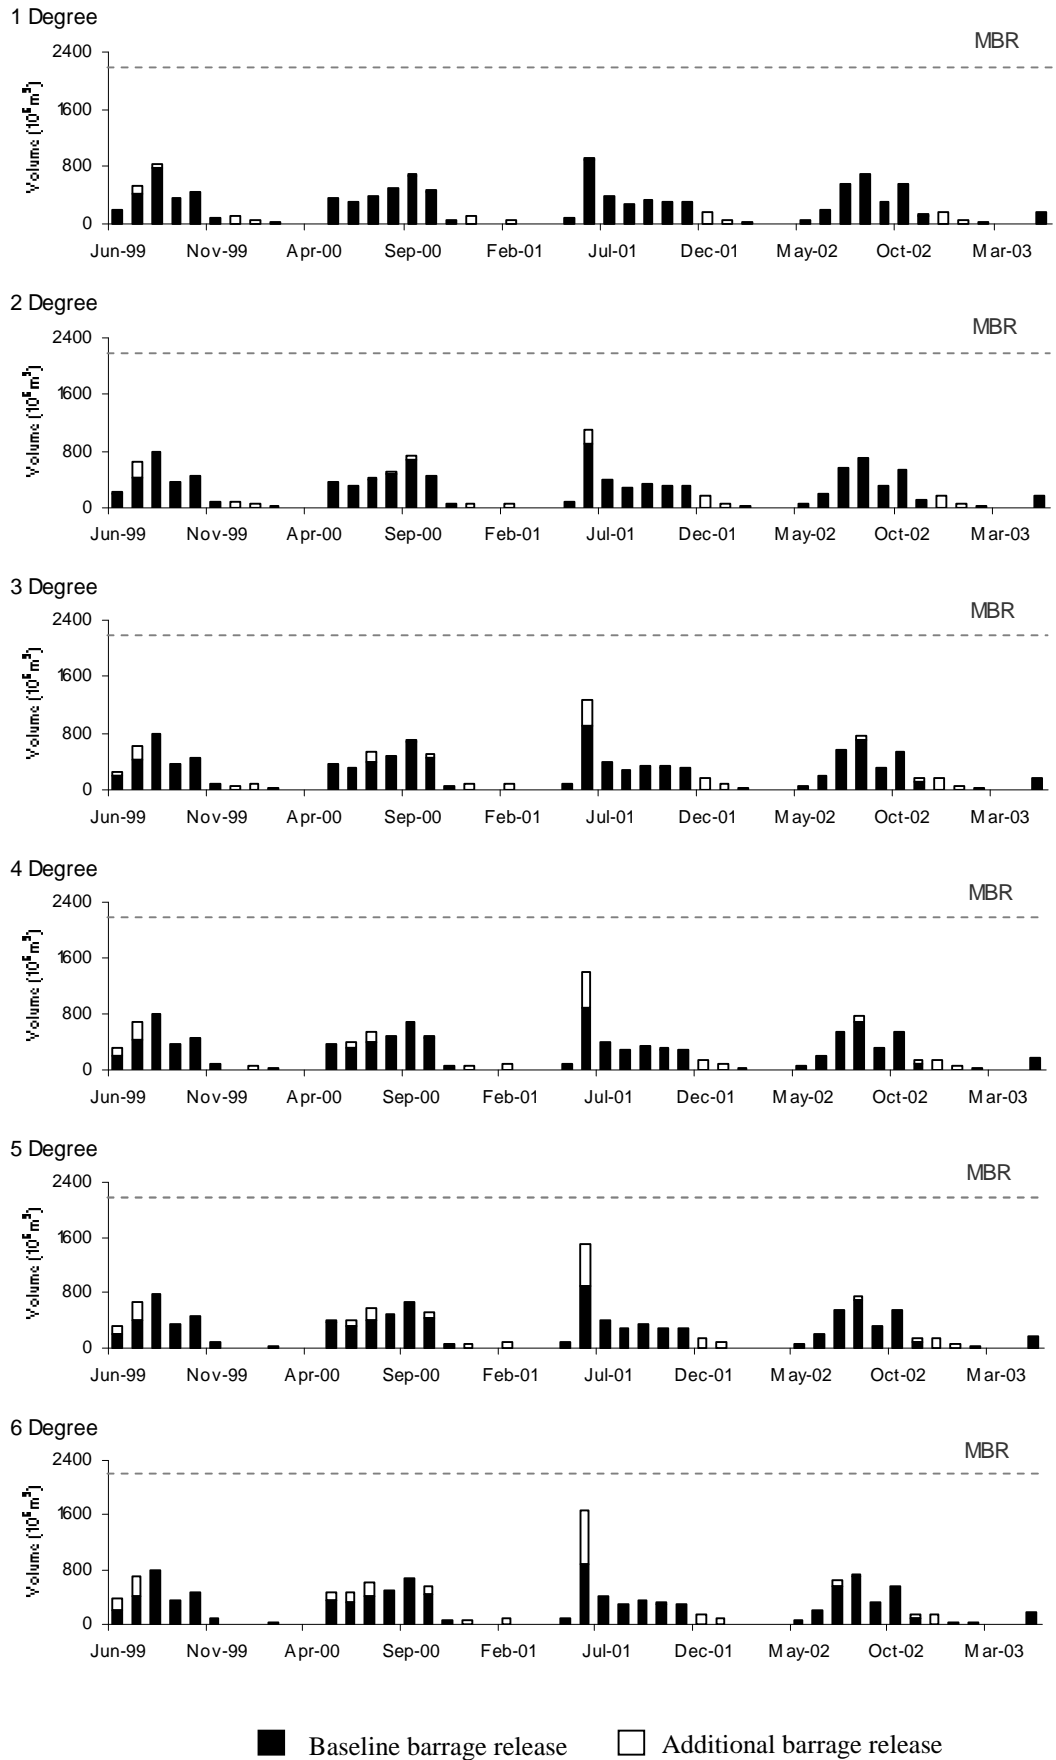 1 Degree
MBR
2400
1600
800
0
Volume (10⁶m³)
Jun-99 Nov-99 Apr-00 Sep-00 Feb-01 Jul-01 Dec-01 May-02 Oct-02 Mar-03
2 Degree
MBR
2400
1600
800
0
Volume (10⁶m³)
Jun-99 Nov-99 Apr-00 Sep-00 Feb-01 Jul-01 Dec-01 May-02 Oct-02 Mar-03
3 Degree
MBR
2400
1600
800
0
Volume (10⁶m³)
Jun-99 Nov-99 Apr-00 Sep-00 Feb-01 Jul-01 Dec-01 May-02 Oct-02 Mar-03
4 Degree
MBR
2400
1600
800
0
Volume (10⁶m³)
Jun-99 Nov-99 Apr-00 Sep-00 Feb-01 Jul-01 Dec-01 May-02 Oct-02 Mar-03
5 Degree
MBR
2400
1600
800
0
Volume (10⁶m³)
Jun-99 Nov-99 Apr-00 Sep-00 Feb-01 Jul-01 Dec-01 May-02 Oct-02 Mar-03
6 Degree
MBR
2400
1600
800
0
Volume (10⁶m³)
Jun-99 Nov-99 Apr-00 Sep-00 Feb-01 Jul-01 Dec-01 May-02 Oct-02 Mar-03
Baseline barrage release
Additional barrage release